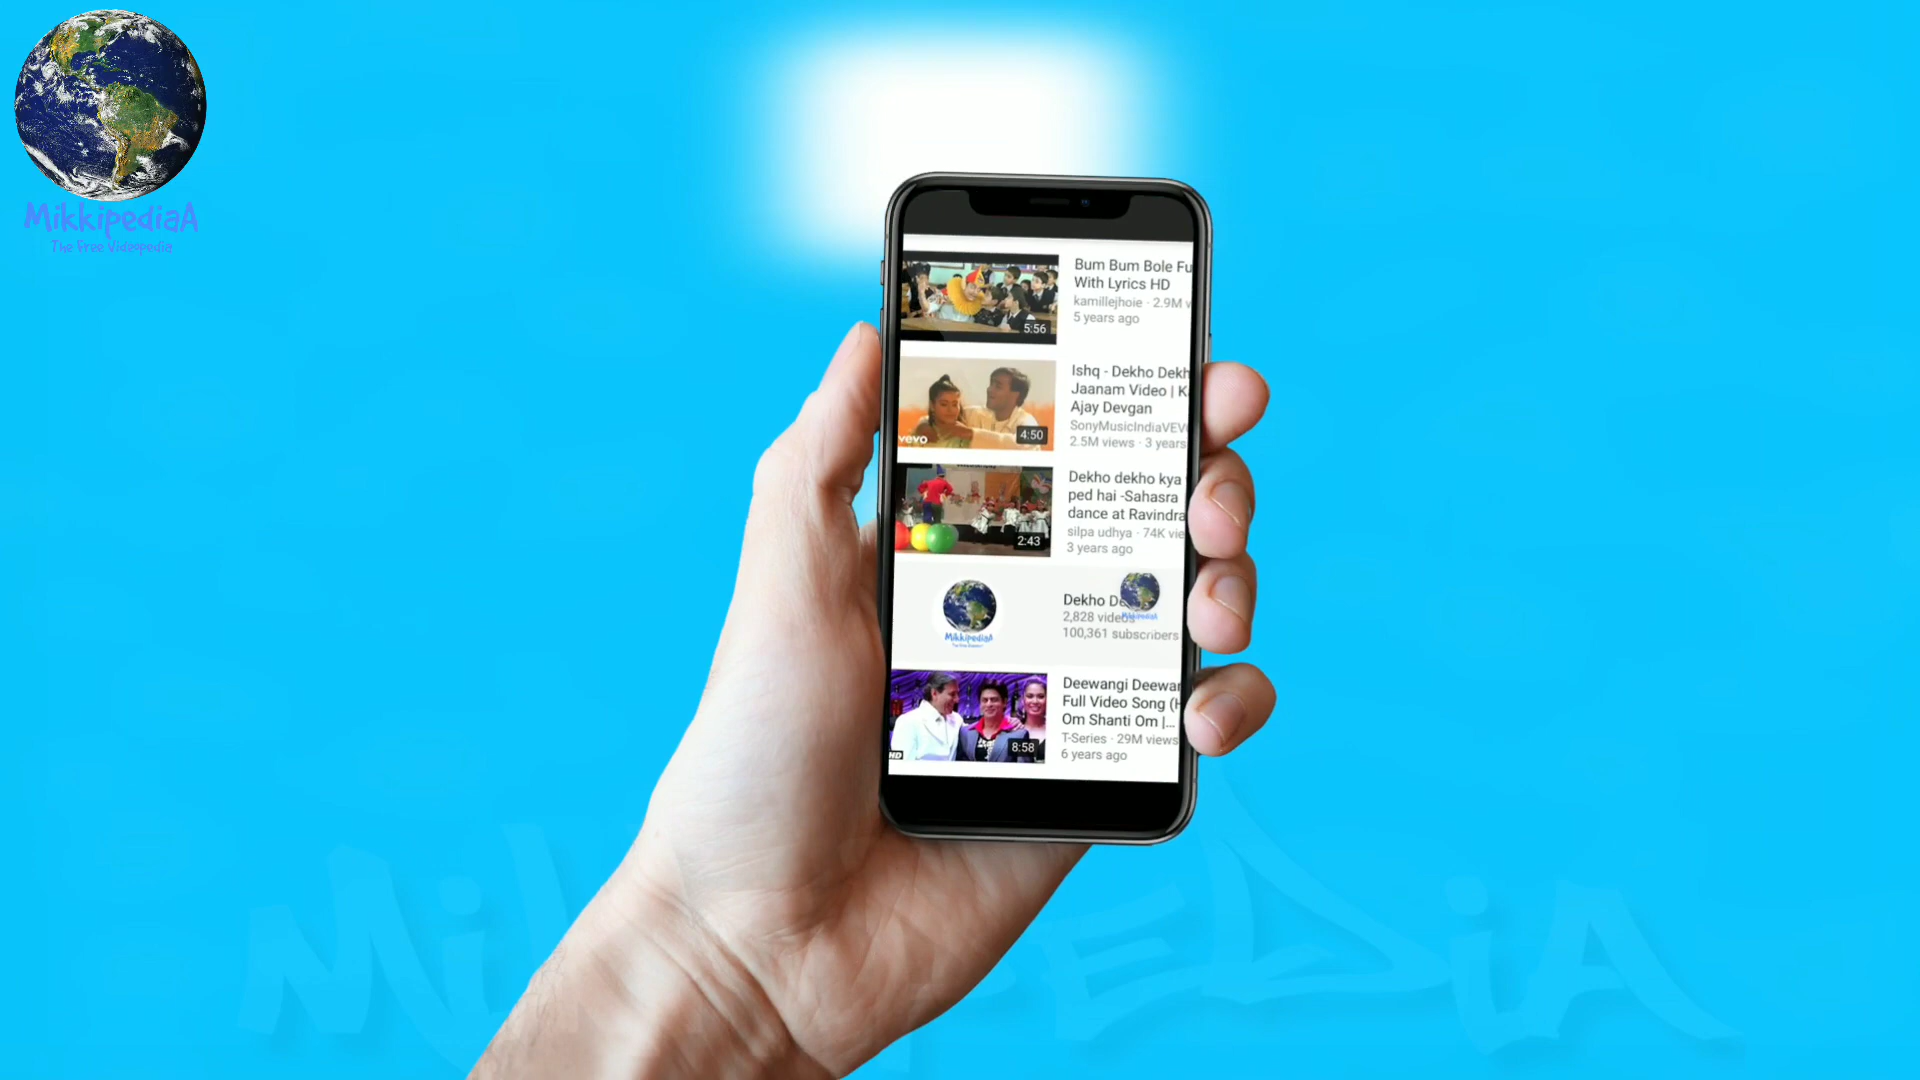 MikkipediaA
The Free Videopedia
Bum Bum Bole Fu
With Lyrics HD
kamillejhoie · 2.9M v
5 years ago
5:56
Ishq - Dekho Dekh
Jaanam Video | K
Ajay Devgan
SonyMusicIndiaVEV
2.5M views · 3 years
vevo
4:50
Dekho dekho kya
ped hai -Sahasra
dance at Ravindra
silpa udhya · 74K vie
3 years ago
2:43
Dekho De
2,828 videos
100,361 subscribers
MikkipediaA
MikkipediaA
Deewangi Deewan
Full Video Song (H
Om Shanti Om |...
T-Series · 29M views
6 years ago
HD
8:58